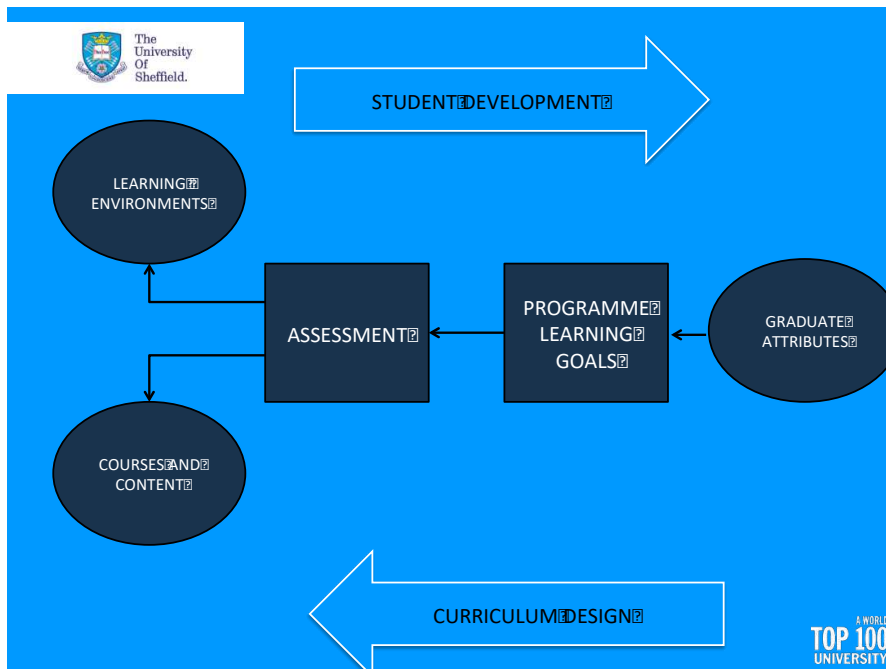 The
University
Of
Sheffield.
STUDENT DEVELOPMENT
LEARNING
ENVIRONMENTS
ASSESSMENT
PROGRAMME
LEARNING
GOALS
GRADUATE
ATTRIBUTES
COURSES AND
CONTENT
CURRICULUM DESIGN
A WORLD
TOP 100
UNIVERSITY